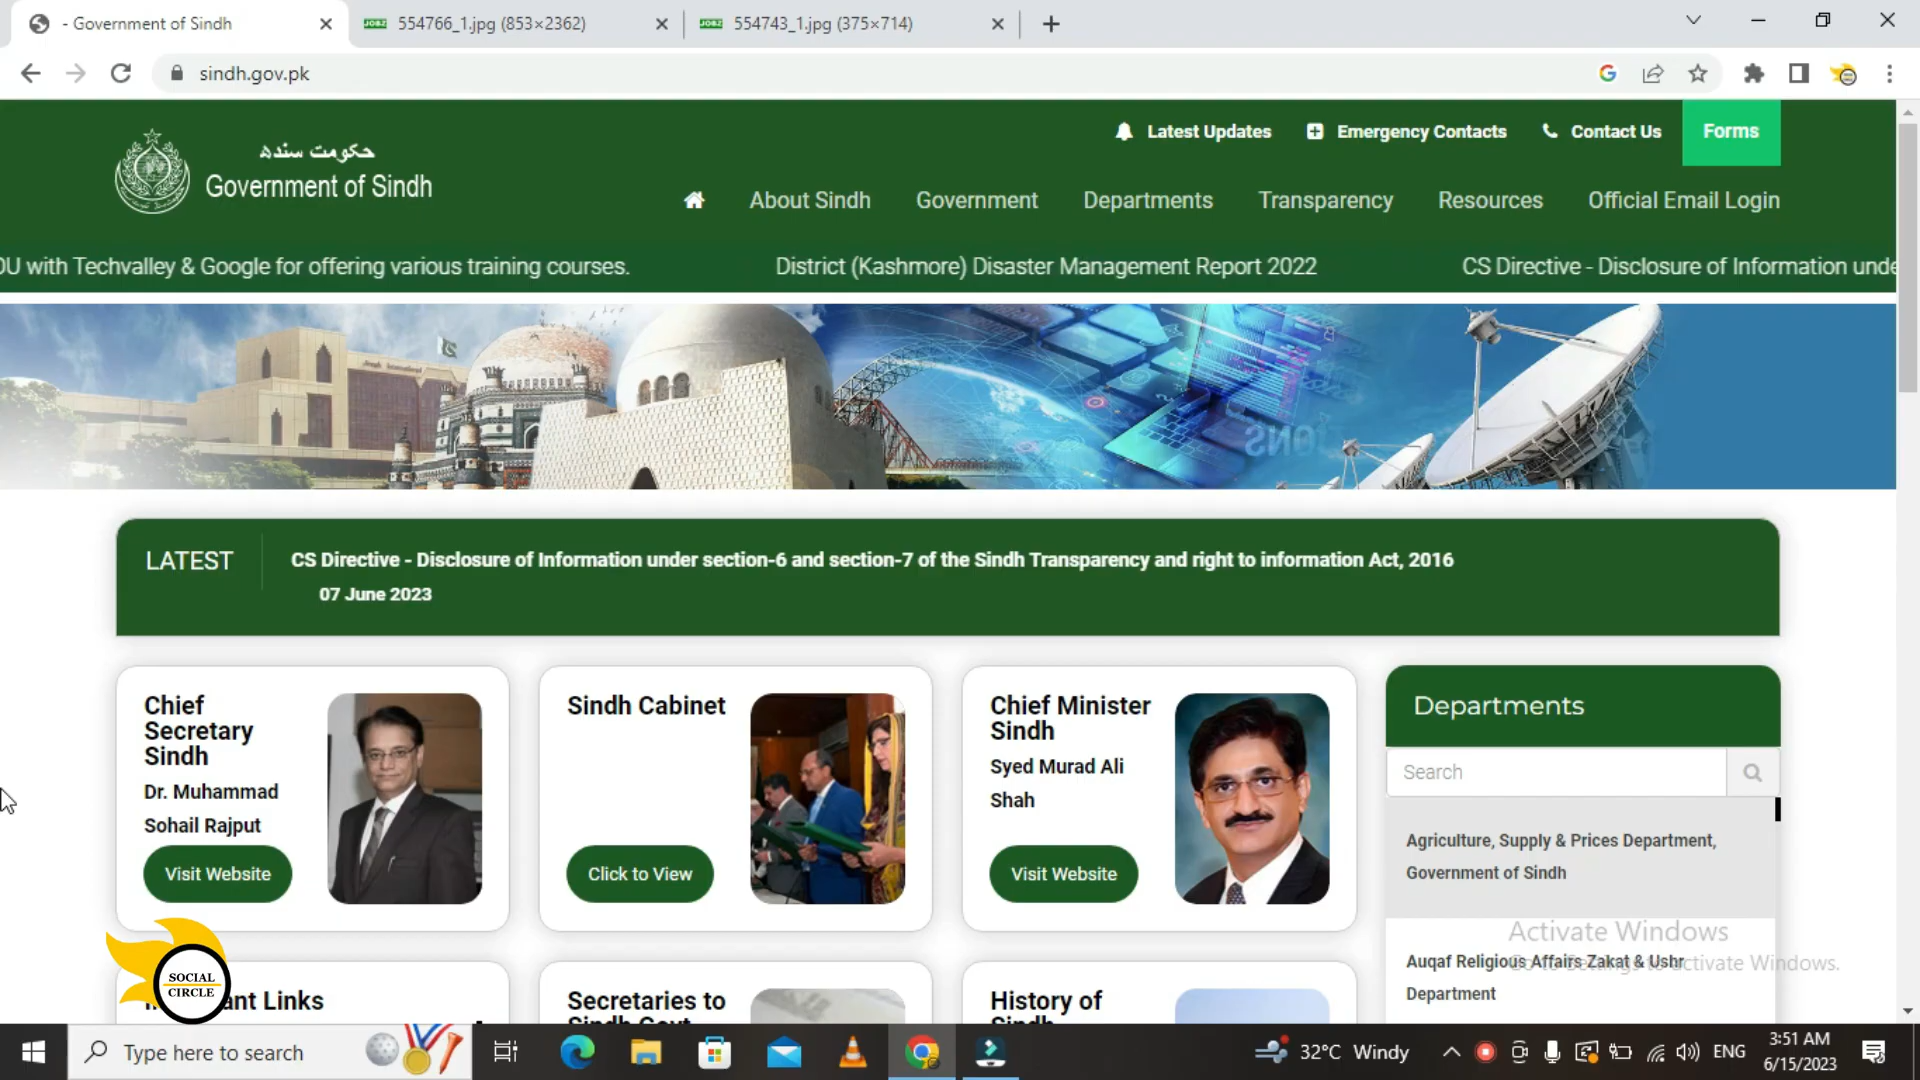 - Government of Sindh
554766_1.jpg (853×2362)
554743_1.jpg (375×714)
sindh.gov.pk
Latest Updates
Emergency Contacts
Contact Us
Forms
حکومت سندھ
Government of Sindh
About Sindh
Government
Departments
Transparency
Resources
Official Email Login
OU with Techvalley & Google for offering various training courses.
District (Kashmore) Disaster Management Report 2022
CS Directive - Disclosure of Information unde
LATEST
CS Directive - Disclosure of Information under section-6 and section-7 of the Sindh Transparency and right to information Act, 2016
07 June 2023
Chief
Secretary
Sindh
Dr. Muhammad
Sohail Rajput
Visit Website
Sindh Cabinet
Click to View
Chief Minister
Sindh
Syed Murad Ali
Shah
Visit Website
Departments
Search
Agriculture, Supply & Prices Department,
Government of Sindh
Auqaf Religious Affairs Zakat & Ushr
Department
Activate Windows
Go to Settings to activate Windows.
SOCIAL
CIRCLE
ant Links
Secretaries to
Sindh Govt
History of
Sindh
Type here to search
32°C Windy
ENG
3:51 AM
6/15/2023